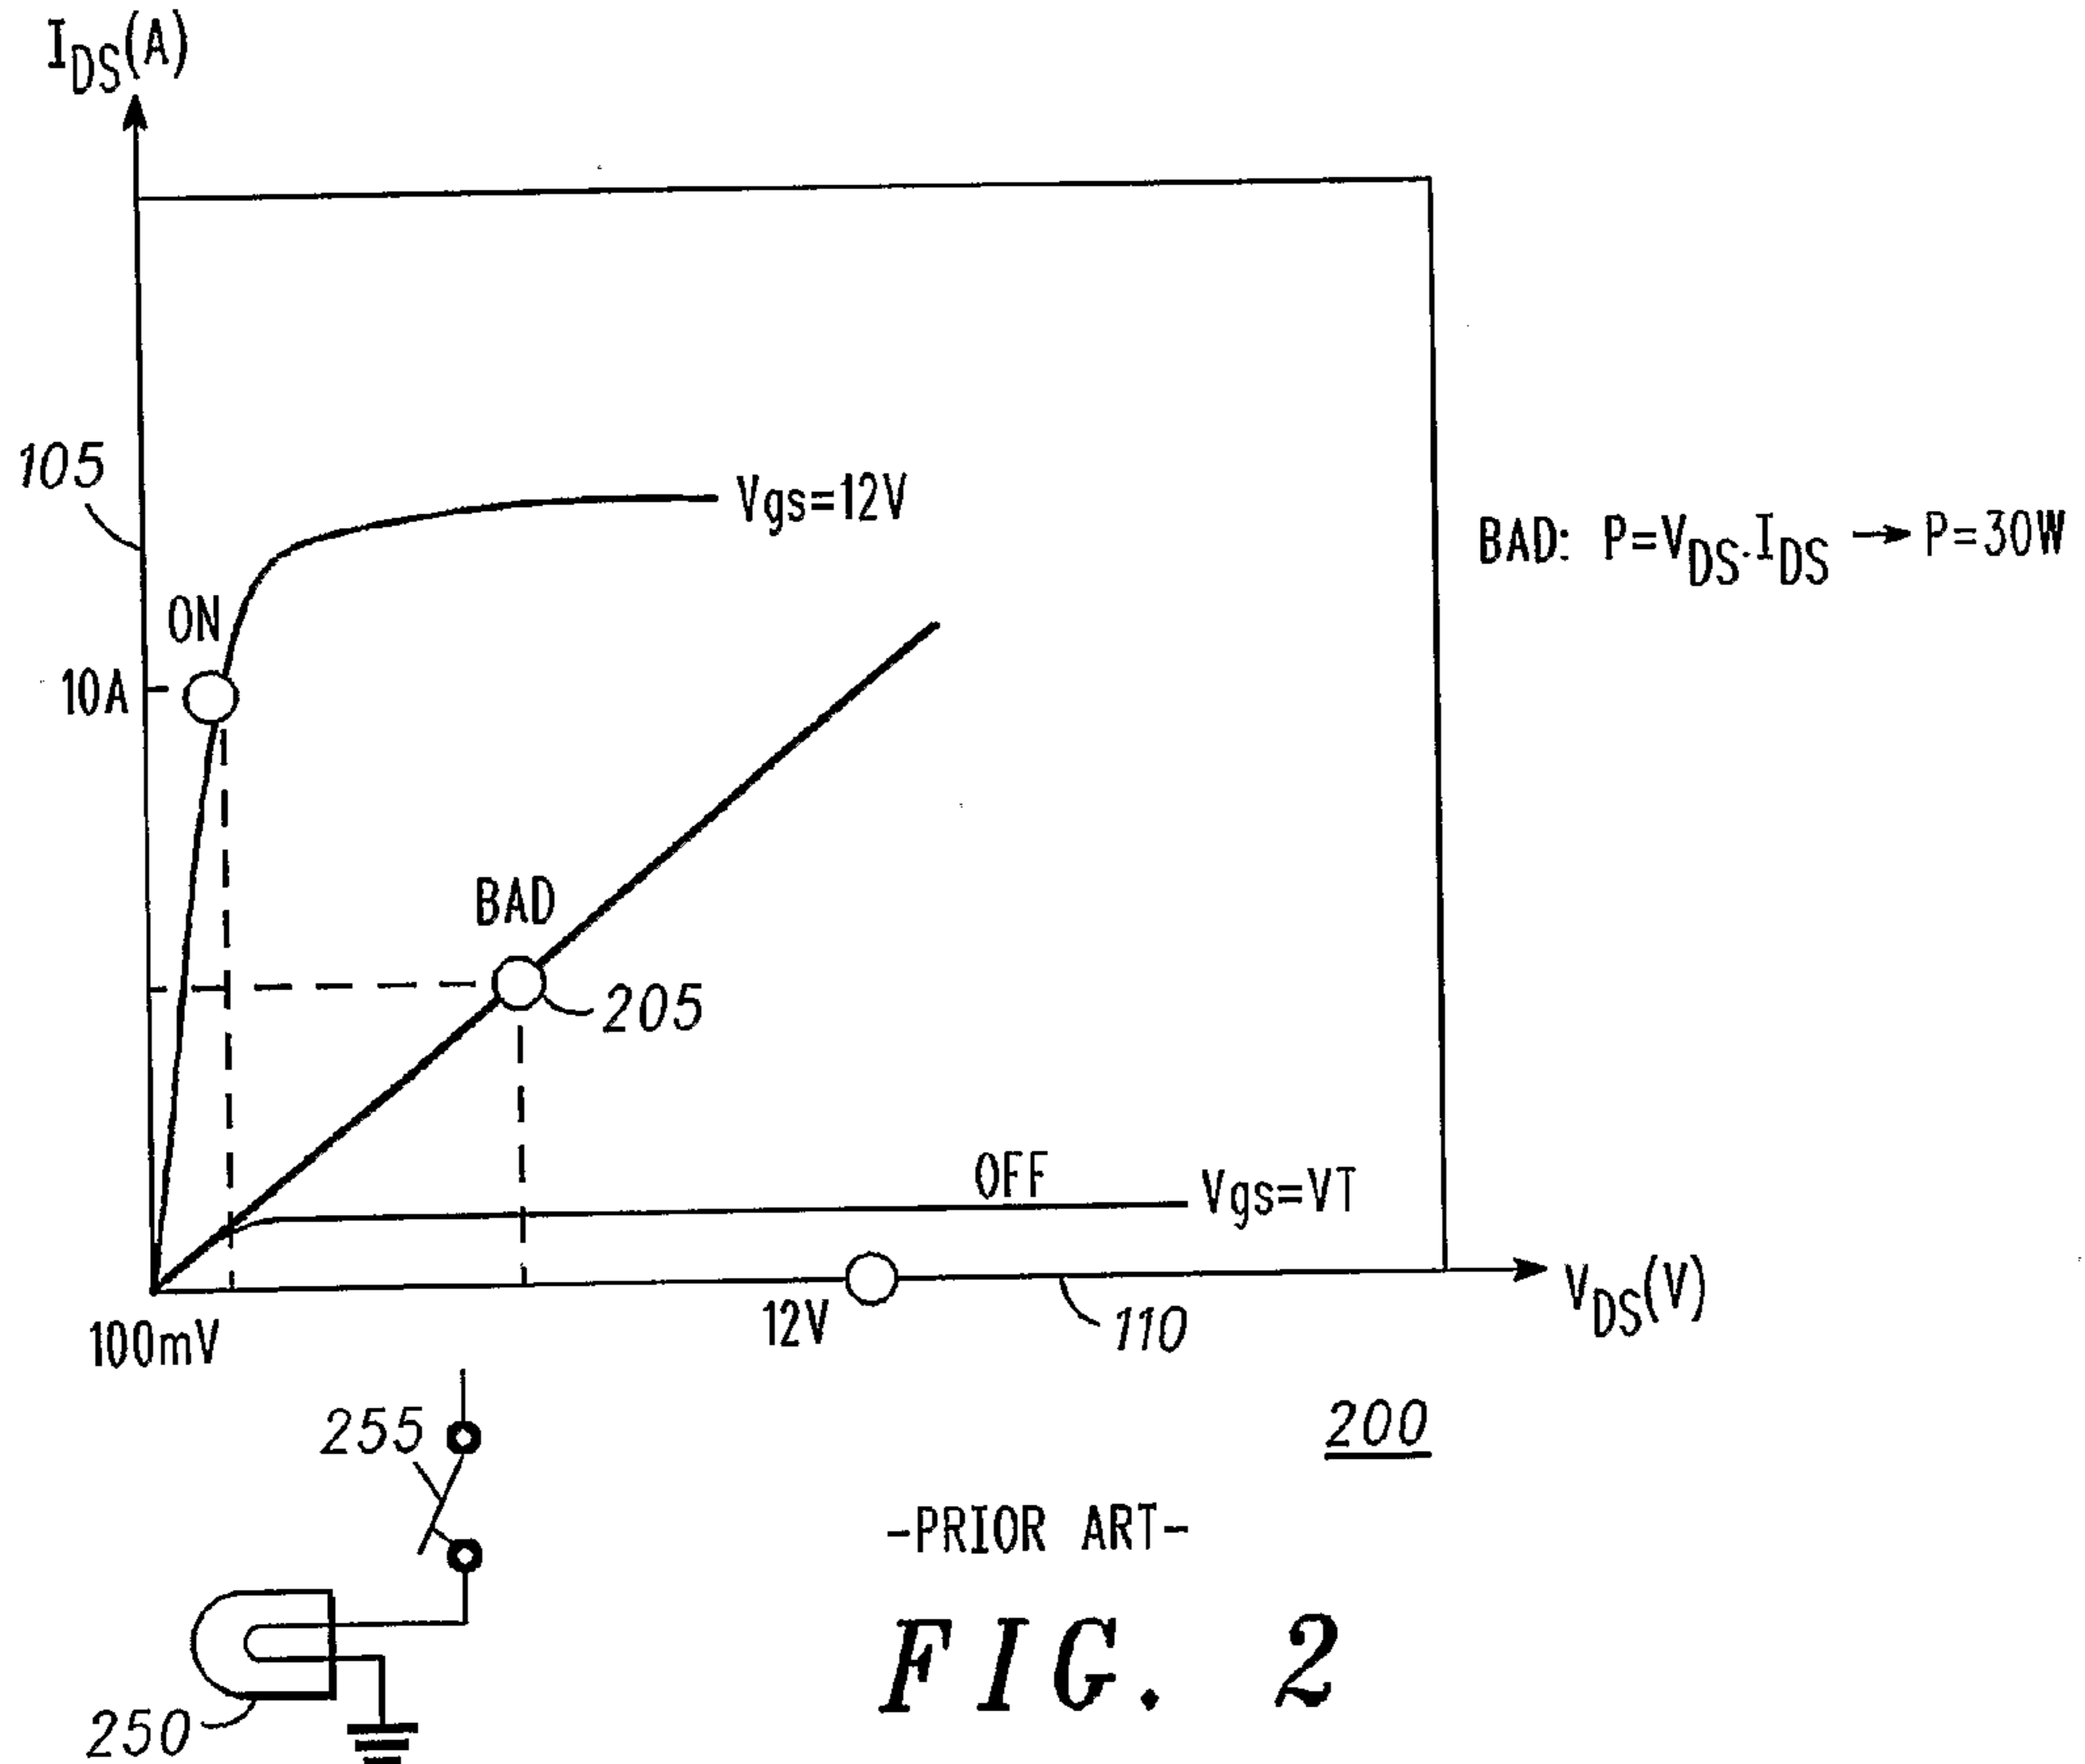 IDS(A)
105
Vgs=12V
BAD: P=VDS.IDS → P=30W
ON
10A
BAD
205
OFF
Vgs=VT
VDS(V)
100mV
12V
110
255
200
-PRIOR ART-
FIG. 2
250